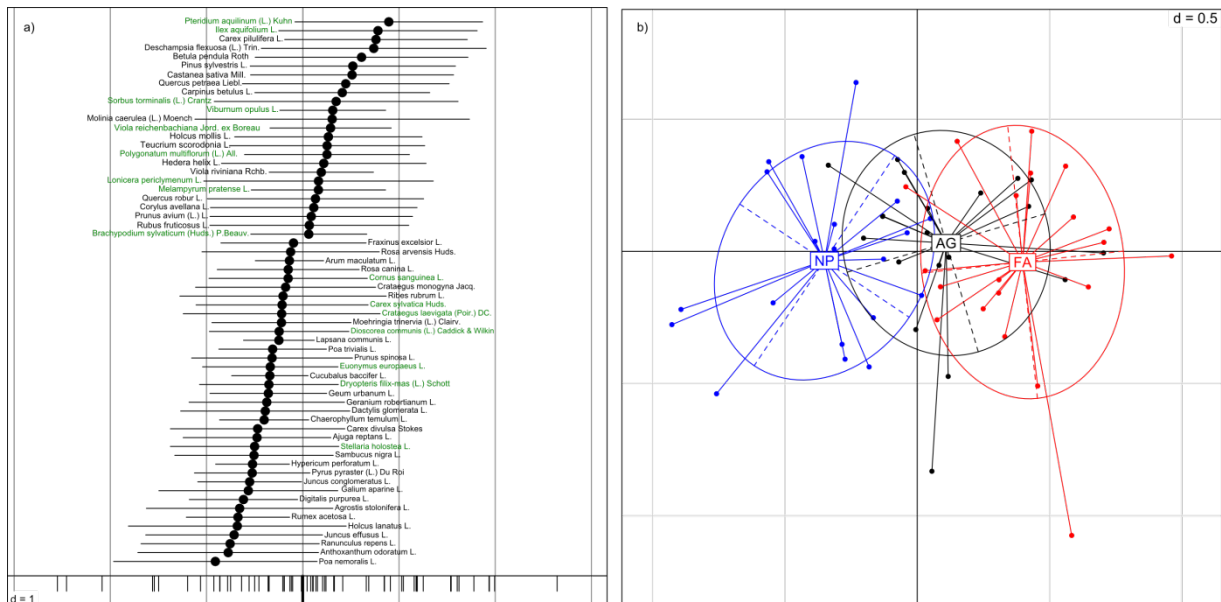 a)
Pteridium aquilinum (L.) Kuhn
Ilex aquifolium L.
Carex pilulifera L.
Deschampsia flexuosa (L.) Trin.
Betula pendula Roth
Pinus sylvestris L.
Castanea sativa Mill.
Quercus petraea Liebl.
Carpinus betulus L.
Sorbus torminalis (L.) Crantz
Viburnum opulus L.
Molinia caerulea (L.) Moench
Viola reichenbachiana Jord. ex Boreau
Holcus mollis L.
Teucrium scorodonia L.
Polygonatum multiflorum (L.) All.
Hedera helix L.
Viola riviniana Rchb.
Lonicera periclymenum L.
Melampyrum pratense L.
Quercus robur L.
Corylus avellana L.
Prunus avium (L.) L.
Rubus fruticosus L.
Brachypodium sylvaticum (Huds.) P.Beauv.
Fraxinus excelsior L.
Rosa arvensis Huds.
Arum maculatum L.
Rosa canina L.
Cornus sanguinea L.
Crataegus monogyna Jacq.
Ribes rubrum L.
Carex sylvatica Huds.
Crataegus laevigata (Poir.) DC.
Moehringia trinervia (L.) Clairv.
Dioscorea communis (L.) Caddick & Wilkin
Lapsana communis L.
Poa trivialis L.
Prunus spinosa L.
Euonymus europaeus L.
Cucubalus baccifer L.
Dryopteris filix-mas (L.) Schott
Geum urbanum L.
Geranium robertianum L.
Dactylis glomerata L.
Chaerophyllum temulum L.
Carex divulsa Stokes
Ajuga reptans L.
Stellaria holostea L.
Sambucus nigra L.
Hypericum perforatum L.
Pyrus pyraster (L.) Du Roi
Juncus conglomeratus L.
Galium aparine L.
Digitalis purpurea L.
Agrostis stolonifera L.
Rumex acetosa L.
Holcus lanatus L.
Juncus effusus L.
Ranunculus repens L.
Anthoxanthum odoratum L.
Poa nemoralis L.
d = 1
b)
d = 0.5
NP
AG
FA